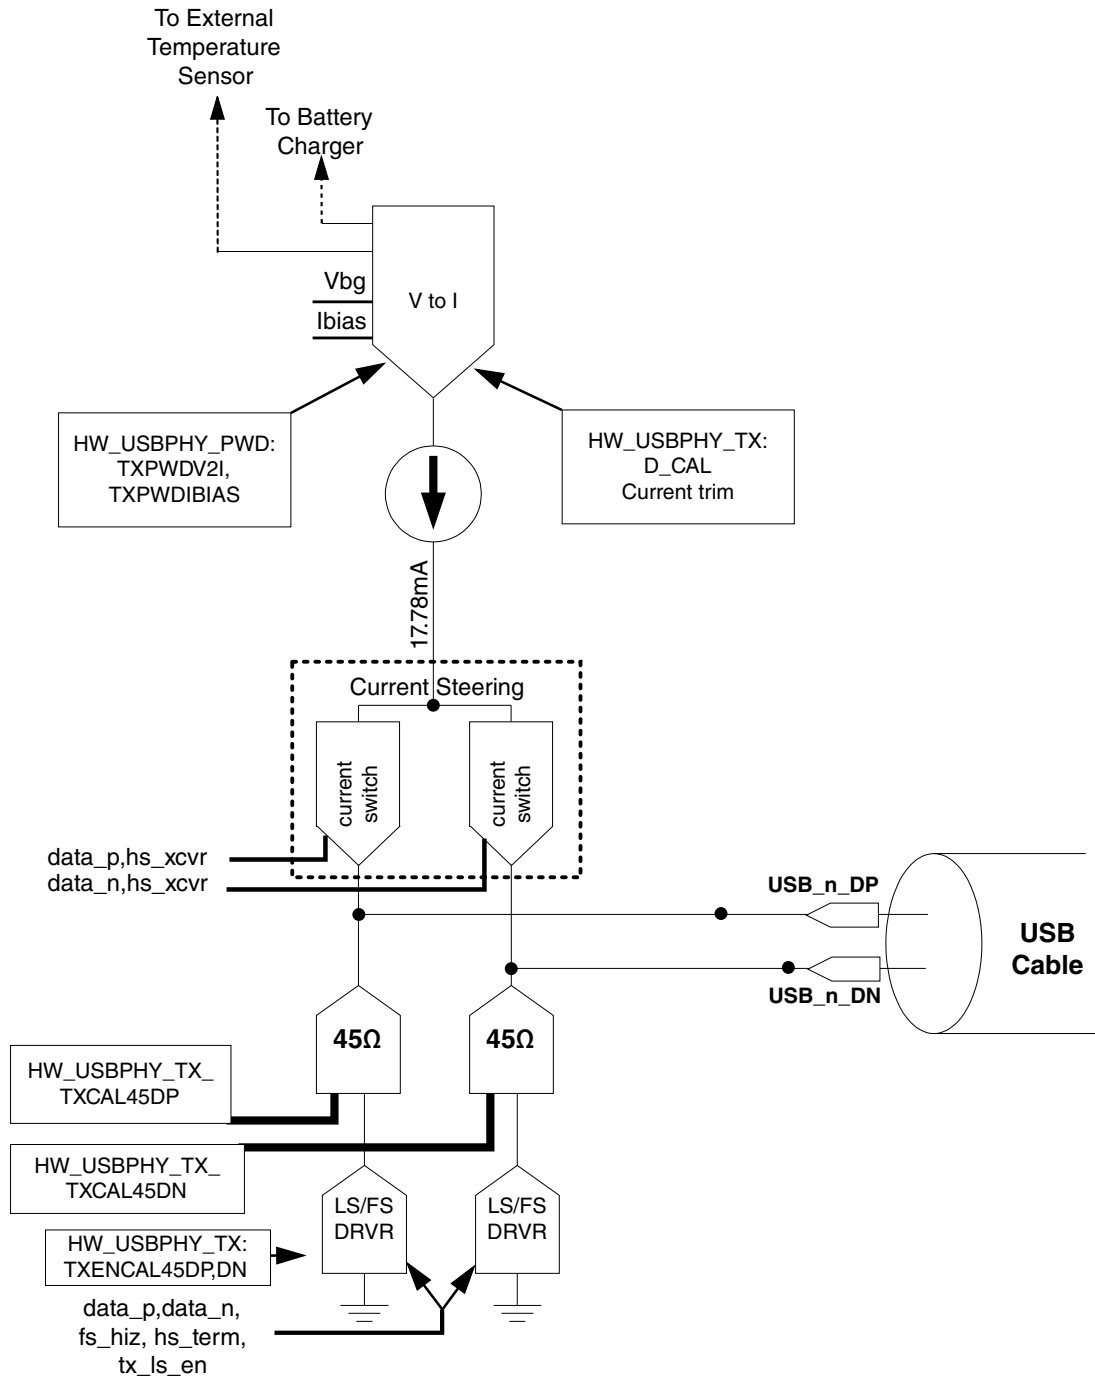 To External
Temperature
Sensor
To Battery
Charger
Vbg
Ibias
V to I
HW_USBPHY_PWD:
TXPWDV2I,
TXPWDIBIAS
HW_USBPHY_TX:
D_CAL
Current trim
17.78mA
Current Steering
current
switch
current
switch
data_p,hs_xcvr
data_n,hs_xcvr
USB_n_DP
USB_n_DN
USB
Cable
45Ω
45Ω
HW_USBPHY_TX_
TXCAL45DP
HW_USBPHY_TX_
TXCAL45DN
LS/FS
DRVR
LS/FS
DRVR
HW_USBPHY_TX:
TXENCAL45DP,DN
data_p,data_n,
fs_hiz, hs_term,
tx_ls_en